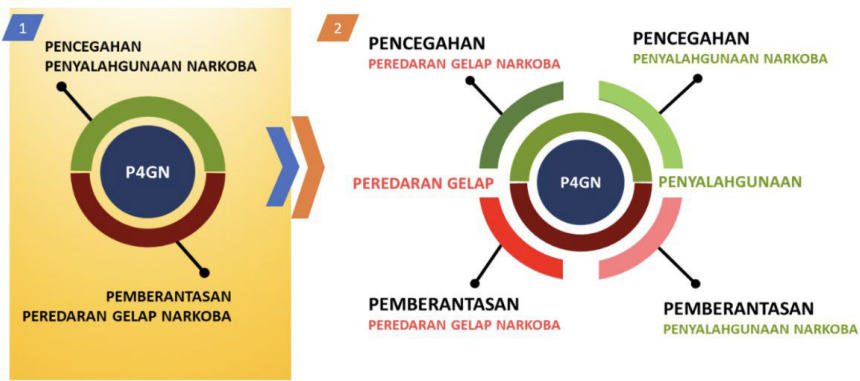 1
PENCEGAHAN
PENYALAHGUNAAN NARKOBA
P4GN
PEMBERANTASAN
PEREDARAN GELAP NARKOBA
2
PENCEGAHAN
PEREDARAN GELAP NARKOBA
PENCEGAHAN
PENYALAHGUNAAN NARKOBA
PEREDARAN GELAP
P4GN
PENYALAHGUNAAN
PEMBERANTASAN
PEREDARAN GELAP NARKOBA
PEMBERANTASAN
PENYALAHGUNAAN NARKOBA